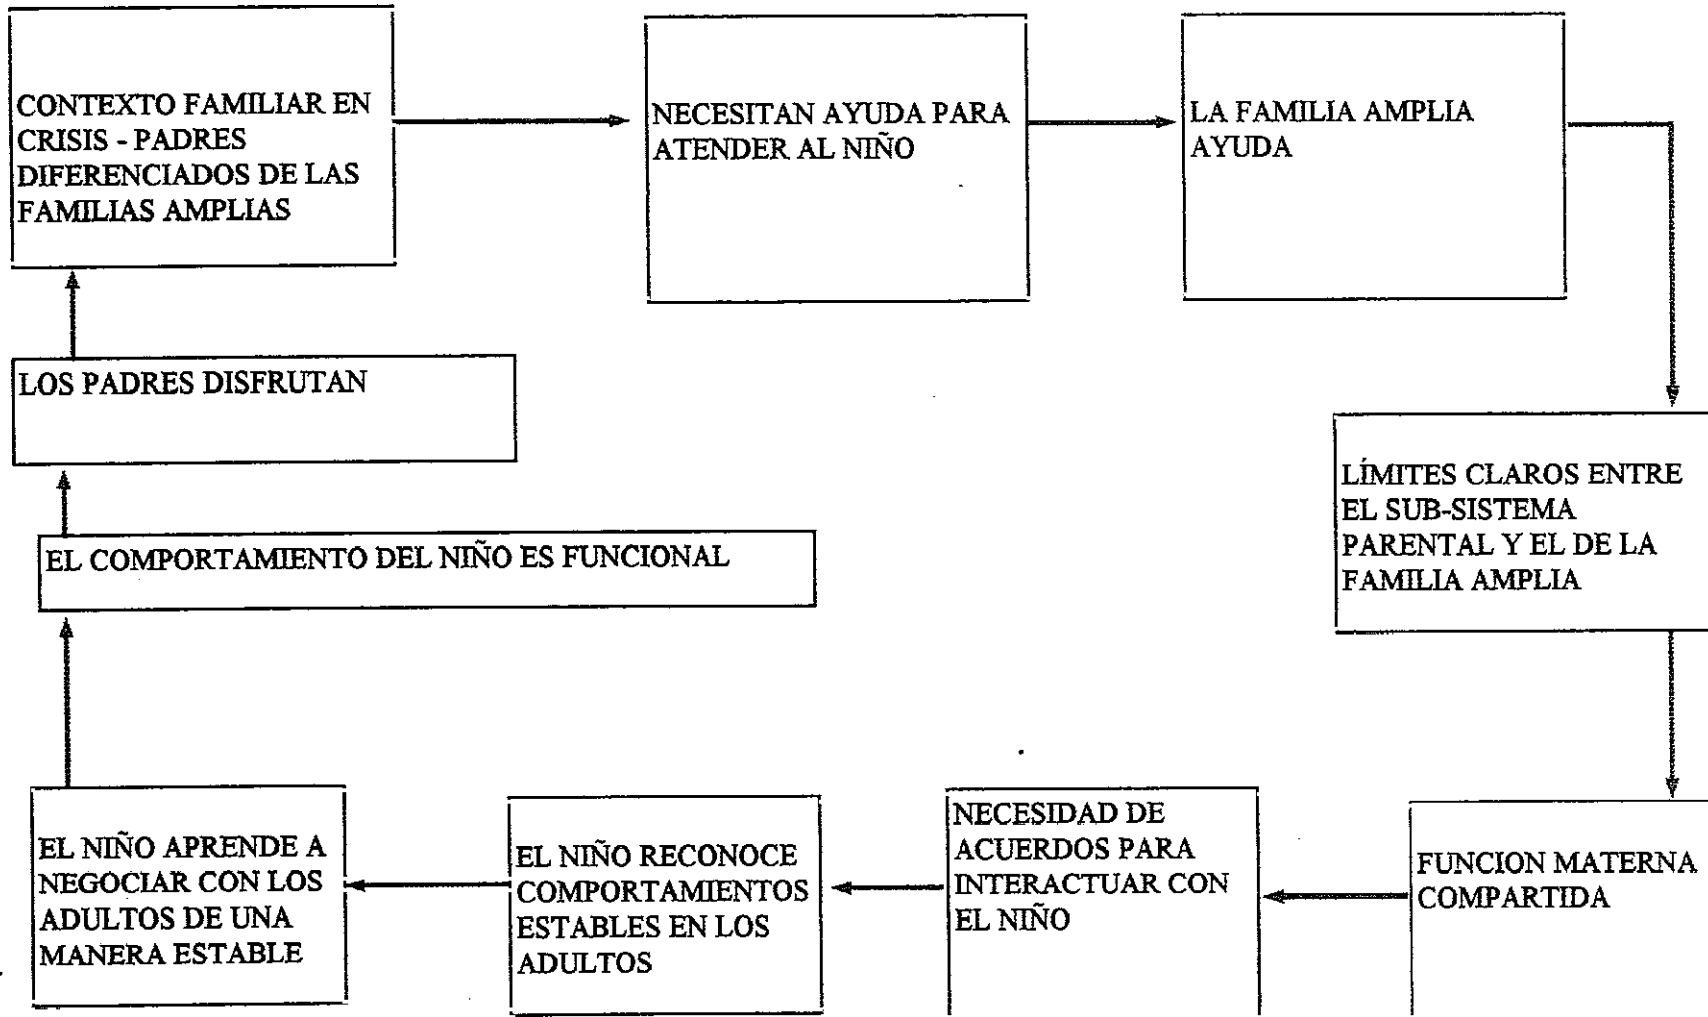 CONTEXTO FAMILIAR EN
CRISIS - PADRES
DIFERENCIADOS DE LAS
FAMILIAS AMPLIAS
NECESITAN AYUDA PARA
ATENDER AL NIÑO
LA FAMILIA AMPLIA
AYUDA
LÍMITES CLAROS ENTRE
EL SUB-SISTEMA
PARENTAL Y EL DE LA
FAMILIA AMPLIA
FUNCION MATERNA
COMPARTIDA
NECESIDAD DE
ACUERDOS PARA
INTERACTUAR CON
EL NIÑO
EL NIÑO RECONOCE
COMPORTAMIENTOS
ESTABLES EN LOS
ADULTOS
EL NIÑO APRENDE A
NEGOCIAR CON LOS
ADULTOS DE UNA
MANERA ESTABLE
EL COMPORTAMIENTO DEL NIÑO ES FUNCIONAL
LOS PADRES DISFRUTAN